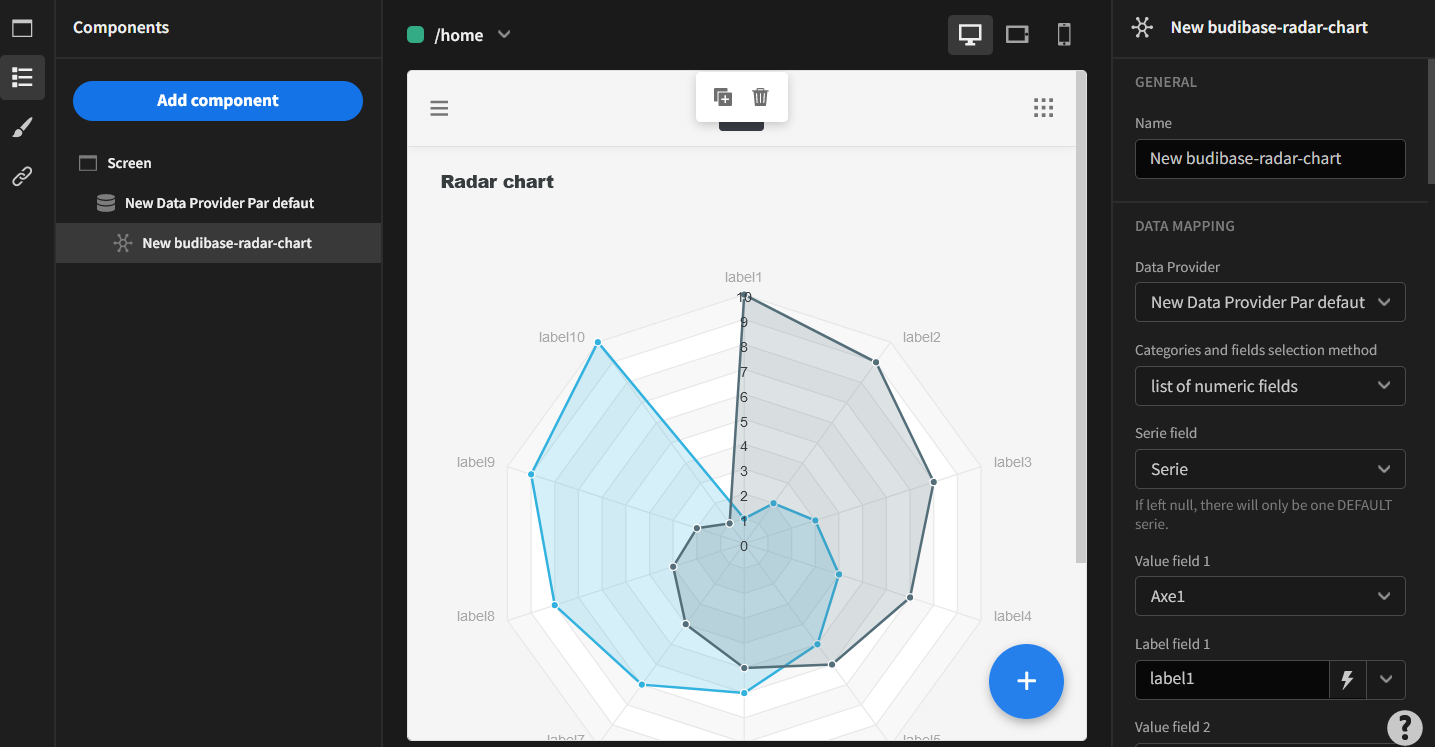 Components
Add component
Screen
New Data Provider Par defaut
New budibase-radar-chart
/home
Radar chart
label1
label10
label2
label9
label3
label8
label4
label7
label5
10
9
8
7
6
5
4
3
2
1
0
New budibase-radar-chart
GENERAL
Name
New budibase-radar-chart
DATA MAPPING
Data Provider
New Data Provider Par defaut
Categories and fields selection method
list of numeric fields
Serie field
Serie
If left null, there will only be one DEFAULT
serie.
Value field 1
Axe1
Label field 1
label1
Value field 2
?